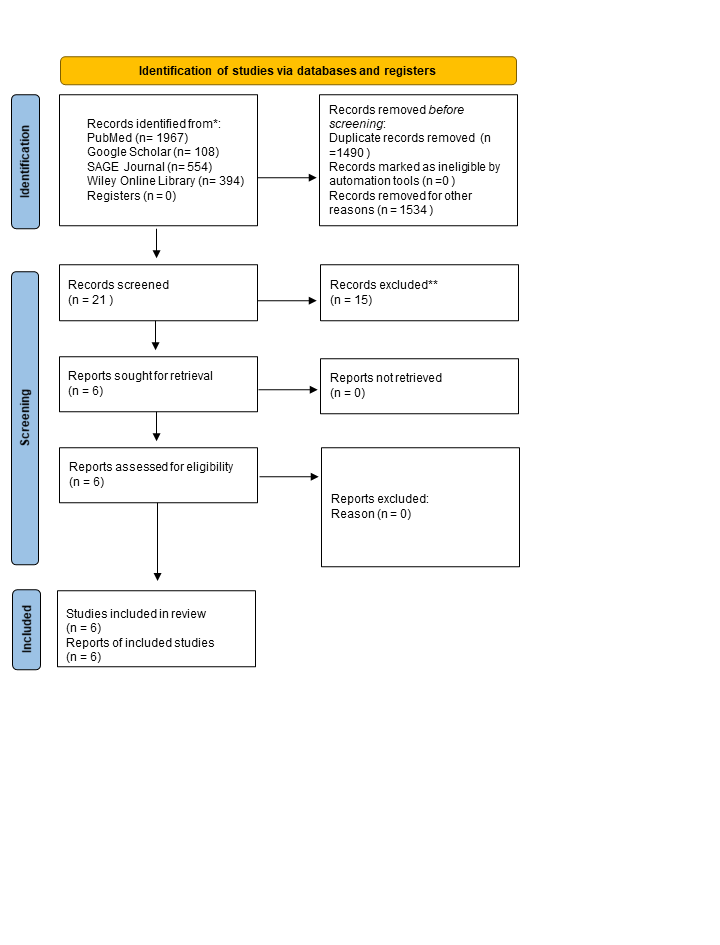 Identification of studies via databases and registers
Identification
Records identified from*:
PubMed (n= 1967)
Google Scholar (n= 108)
SAGE Journal (n= 554)
Wiley Online Library (n= 394)
Registers (n = 0)
Records removed before
screening:
Duplicate records removed (n
=1490 )
Records marked as ineligible by
automation tools (n =0 )
Records removed for other
reasons (n = 1534 )
Screening
Records screened
(n = 21 )
Records excluded**
(n = 15)
Reports sought for retrieval
(n = 6)
Reports not retrieved
(n = 0)
Reports assessed for eligibility
(n = 6)
Reports excluded:
Reason (n = 0)
Included
Studies included in review
(n = 6)
Reports of included studies
(n = 6)